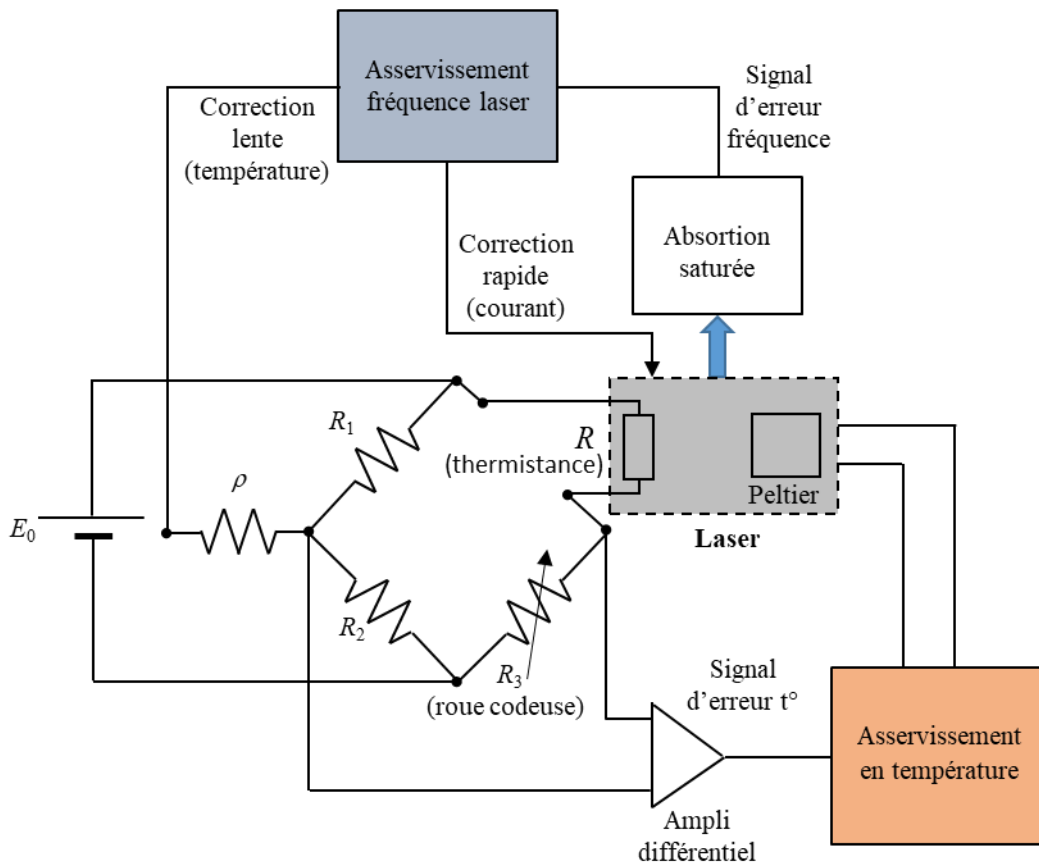 Asservissement
fréquence laser
Signal
d’erreur
fréquence
Correction
lente
(température)
Correction
rapide
(courant)
Absortion
saturée
R₁
R
(thermistance)
Peltier
Laser
ρ
E₀
R₂
R₃
(roue codeuse)
Signal
d’erreur t°
Asservissement
en température
Ampli
différentiel